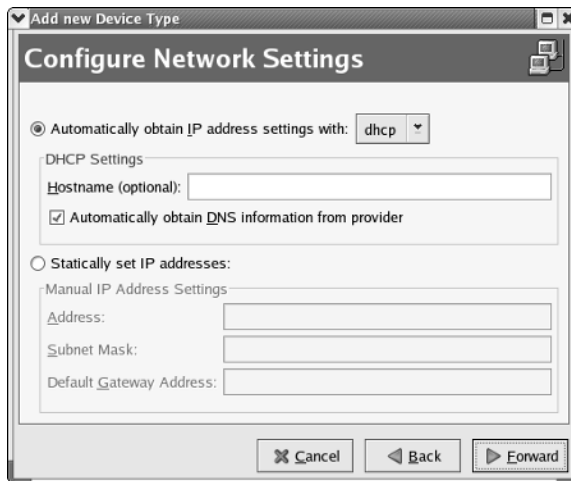 Add new Device Type
Configure Network Settings
Automatically obtain IP address settings with: dhcp
DHCP Settings
Hostname (optional):
Automatically obtain DNS information from provider
Statically set IP addresses:
Manual IP Address Settings
Address:
Subnet Mask:
Default Gateway Address:
Cancel Back Forward